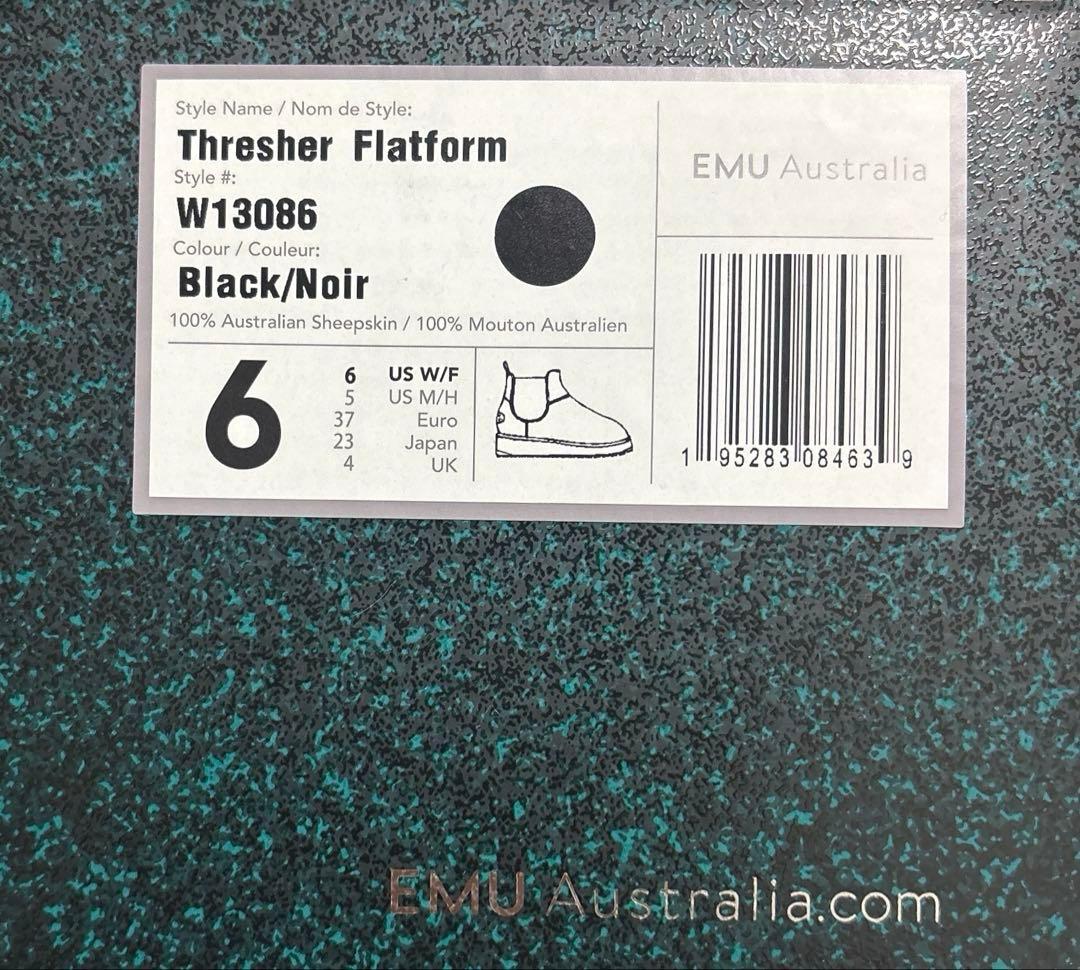 Style Name / Nom de Style:
Thresher Flatform
Style #:
W13086
Colour / Couleur:
Black/Noir
100% Australian Sheepskin / 100% Mouton Australien
6
6 US W/F
5 US M/H
37 Euro
23 Japan
4 UK
EMU Australia
1 95283 08463 9
EMU Australia.com